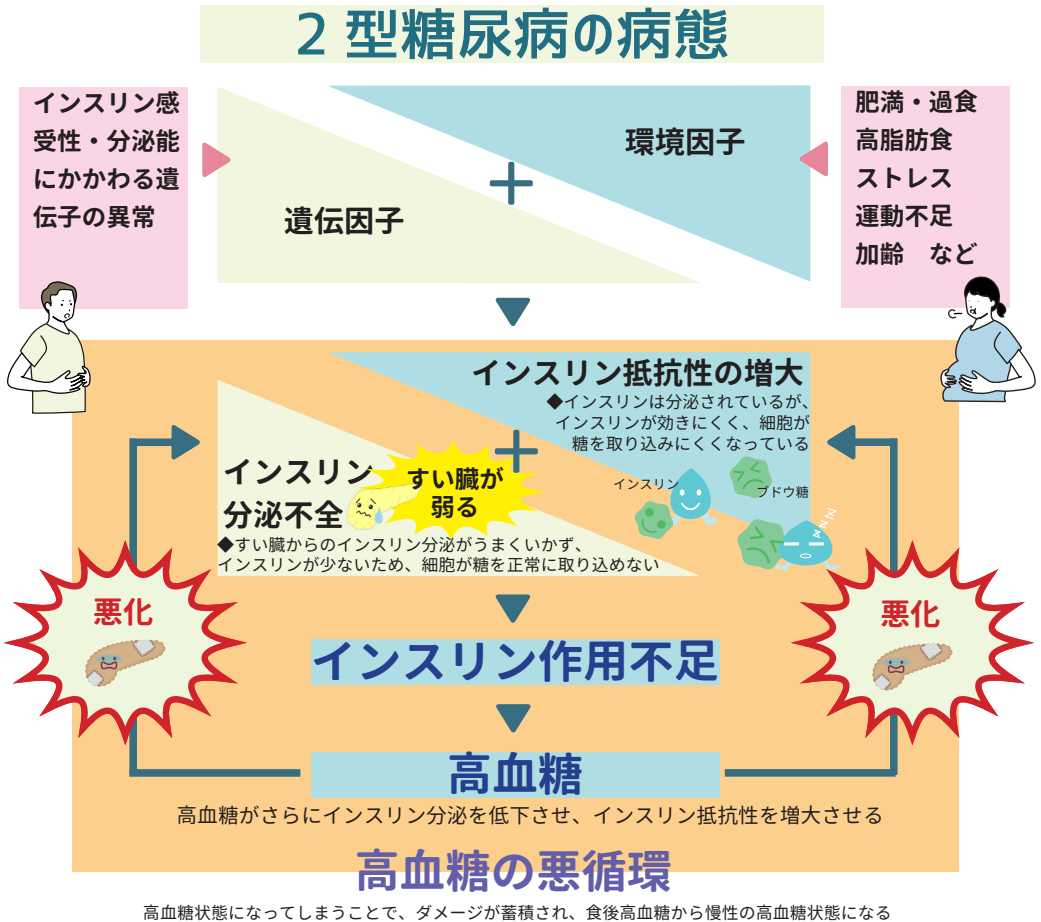 2 型糖尿病の病態
インスリン感
受性・分泌能
にかかわる遺
伝子の異常
環境因子
+
遺伝因子
肥満・過食
高脂肪食
ストレス
運動不足
加齢　など
インスリン抵抗性の増大
◆インスリンは分泌されているが、
インスリンが効きにくく、細胞が
糖を取り込みにくくなっている
+
インスリン
分泌不全
すい臓が
弱る
インスリン
ブドウ糖
ZZZ
◆すい臓からのインスリン分泌がうまくいかず、
インスリンが少ないため、細胞が糖を正常に取り込めない
悪化
悪化
インスリン作用不足
高血糖
高血糖がさらにインスリン分泌を低下させ、インスリン抵抗性を増大させる
高血糖の悪循環
高血糖状態になってしまうことで、ダメージが蓄積され、食後高血糖から慢性の高血糖状態になる